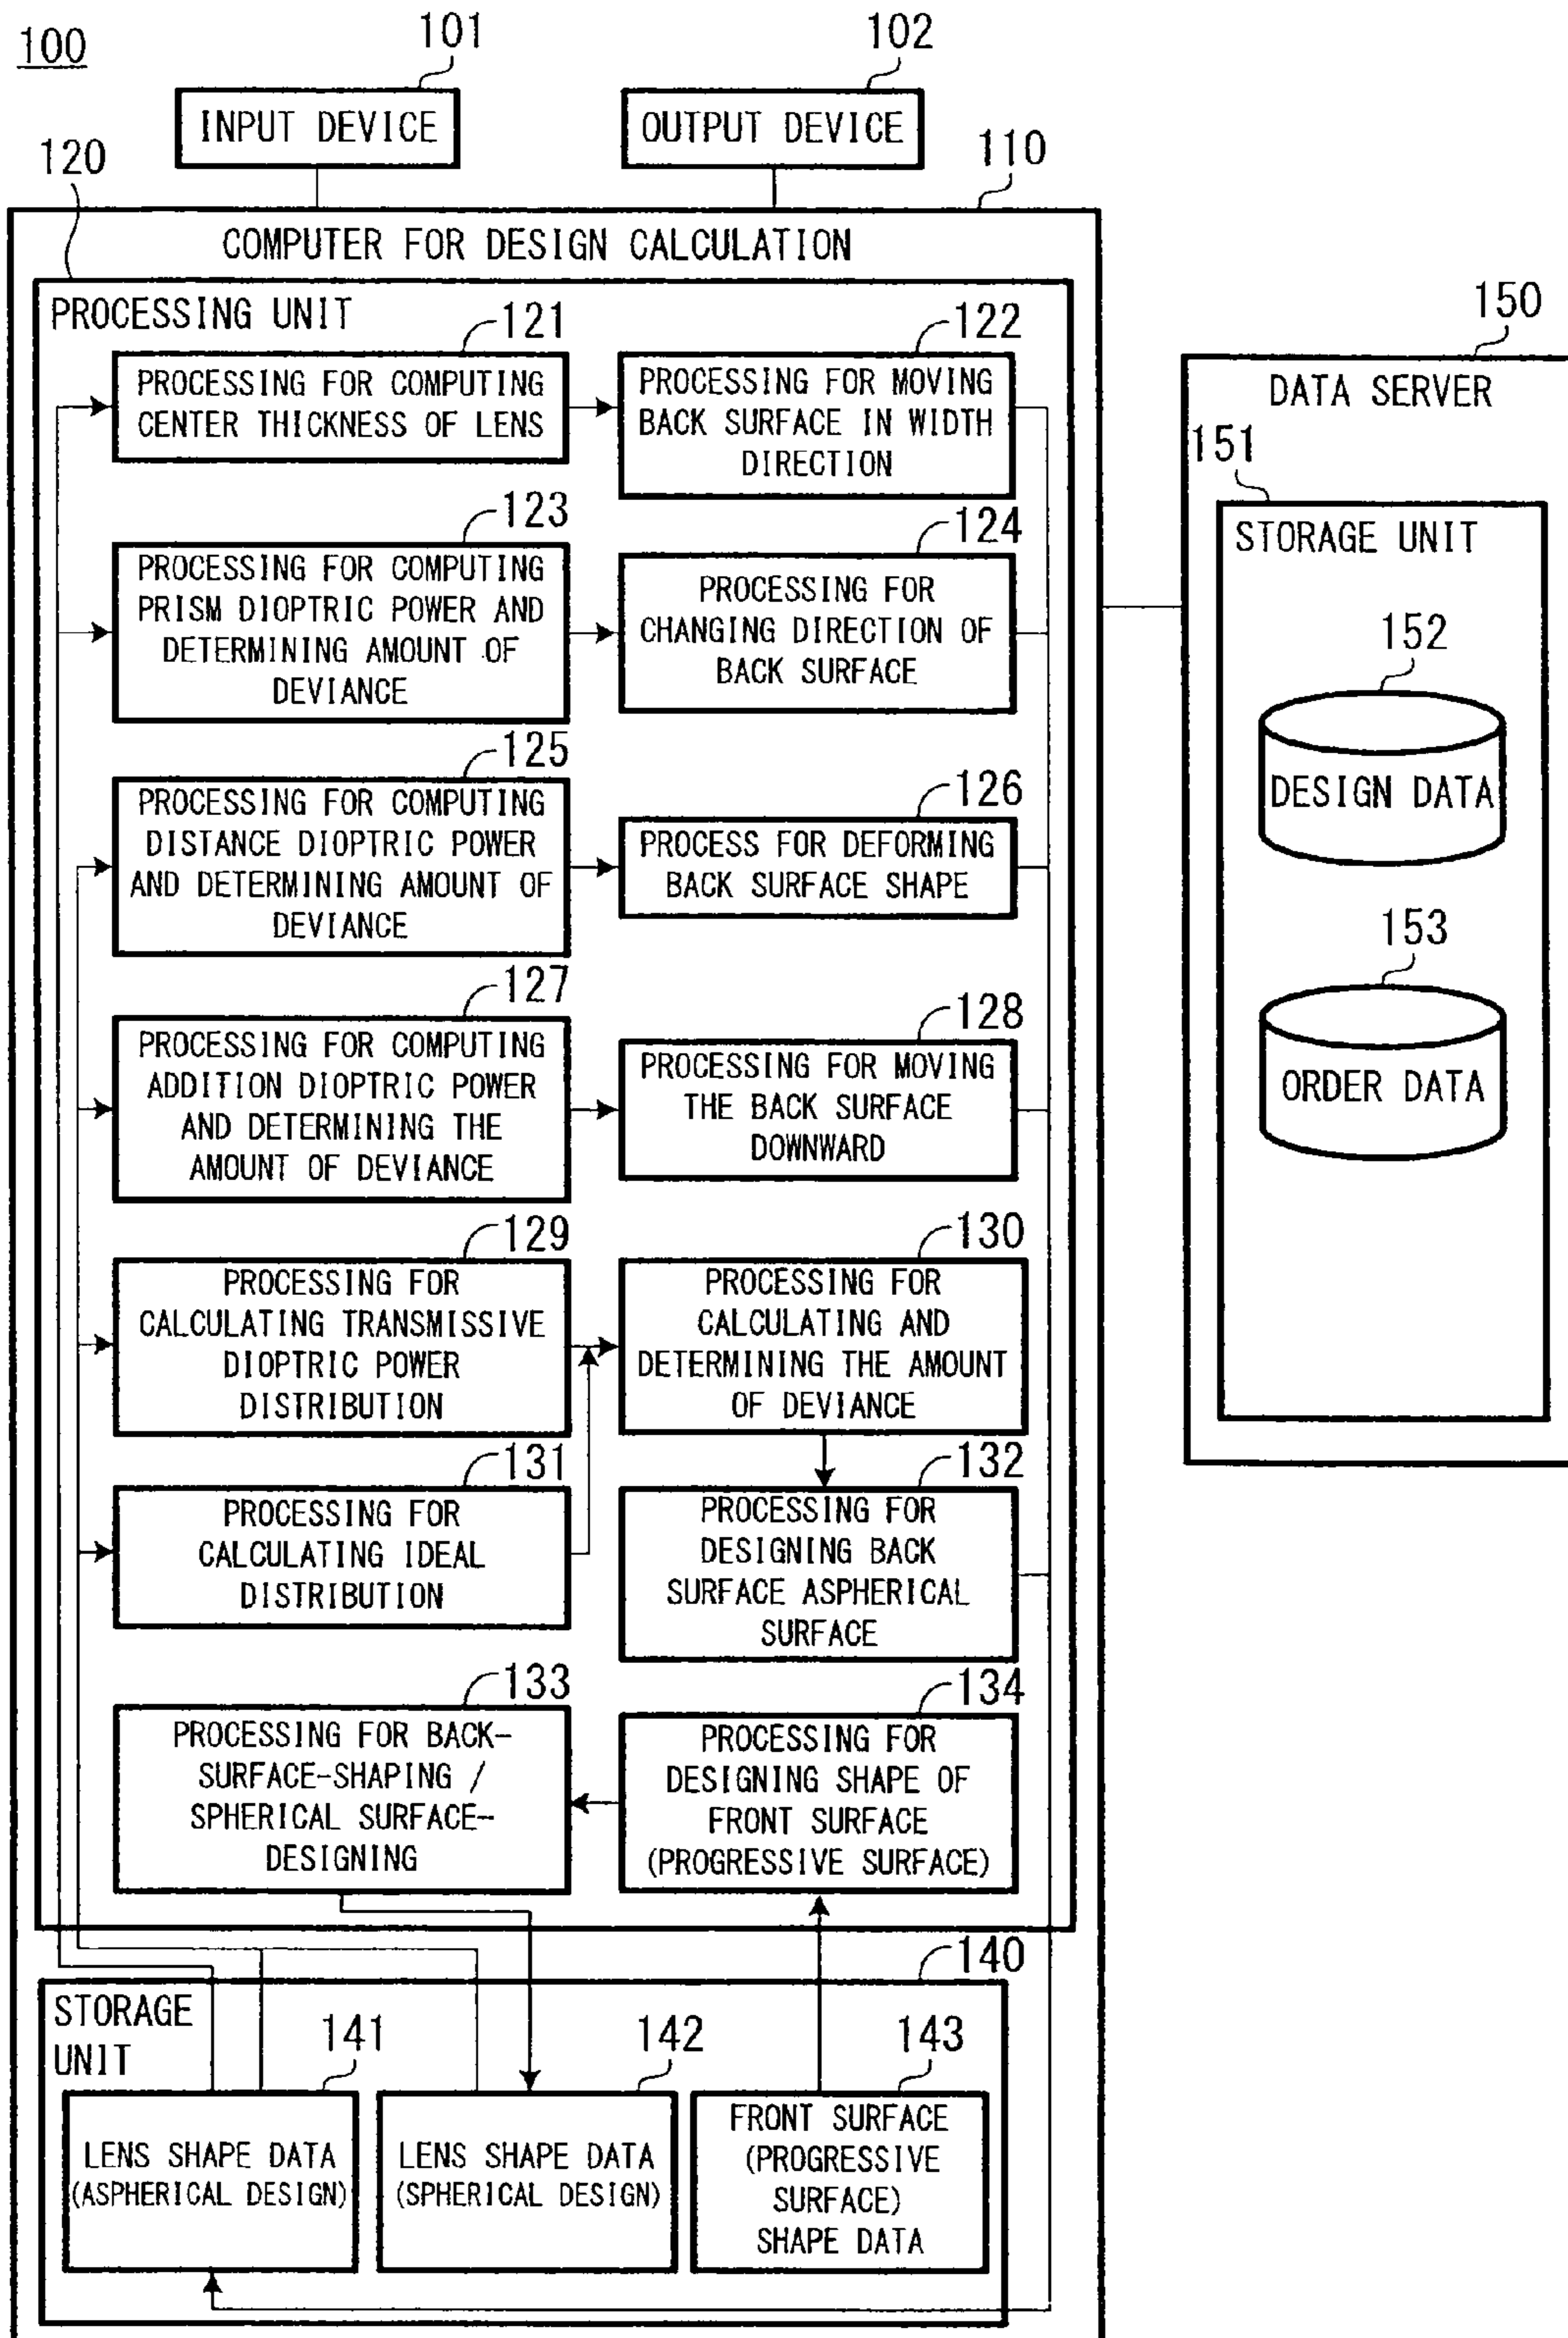 100
101
102
INPUT DEVICE
OUTPUT DEVICE
120
110
COMPUTER FOR DESIGN CALCULATION
PROCESSING UNIT
121
PROCESSING FOR COMPUTING
CENTER THICKNESS OF LENS
122
PROCESSING FOR MOVING
BACK SURFACE IN WIDTH
DIRECTION
123
PROCESSING FOR COMPUTING
PRISM DIOPTRIC POWER AND
DETERMINING AMOUNT OF
DEVIANCE
124
PROCESSING FOR
CHANGING DIRECTION OF
BACK SURFACE
125
PROCESSING FOR COMPUTING
DISTANCE DIOPTRIC POWER
AND DETERMINING AMOUNT OF
DEVIANCE
126
PROCESS FOR DEFORMING
BACK SURFACE SHAPE
127
PROCESSING FOR COMPUTING
ADDITION DIOPTRIC POWER
AND DETERMINING THE
AMOUNT OF DEVIANCE
128
PROCESSING FOR MOVING
THE BACK SURFACE
DOWNWARD
129
PROCESSING FOR
CALCULATING TRANSMISSIVE
DIOPTRIC POWER
DISTRIBUTION
130
PROCESSING FOR
CALCULATING AND
DETERMINING THE AMOUNT
OF DEVIANCE
131
PROCESSING FOR
CALCULATING IDEAL
DISTRIBUTION
132
PROCESSING FOR
DESIGNING BACK
SURFACE ASPHERICAL
SURFACE
133
PROCESSING FOR BACK-
SURFACE-SHAPING /
SPHERICAL SURFACE-
DESIGNING
134
PROCESSING FOR
DESIGNING SHAPE OF
FRONT SURFACE
(PROGRESSIVE SURFACE)
140
STORAGE
UNIT
141
LENS SHAPE DATA
(ASPHERICAL DESIGN)
142
LENS SHAPE DATA
(SPHERICAL DESIGN)
143
FRONT SURFACE
(PROGRESSIVE
SURFACE)
SHAPE DATA
150
DATA SERVER
151
STORAGE UNIT
152
DESIGN DATA
153
ORDER DATA